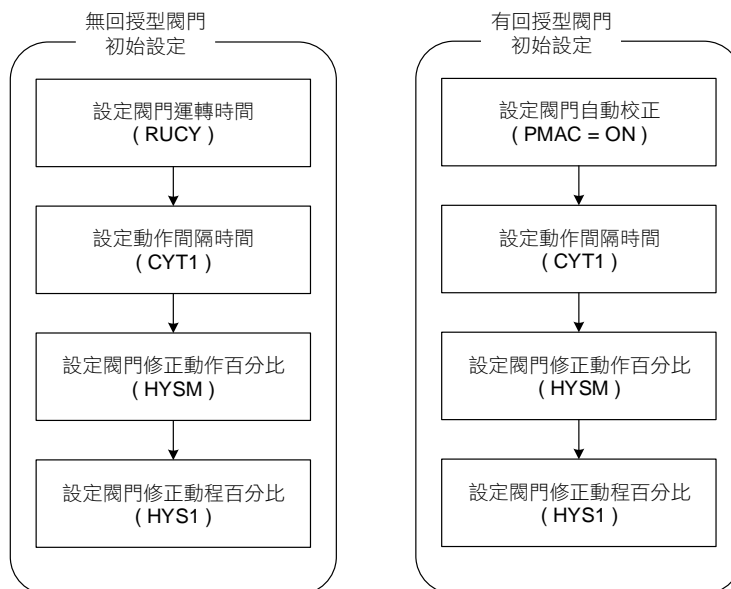 無回授型閥門
初始設定
設定閥門運轉時間
( RUCY )
設定動作間隔時間
( CYT1 )
設定閥門修正動作百分比
( HYSM )
設定閥門修正動程百分比
( HYS1 )
有回授型閥門
初始設定
設定閥門自動校正
( PMAC = ON )
設定動作間隔時間
( CYT1 )
設定閥門修正動作百分比
( HYSM )
設定閥門修正動程百分比
( HYS1 )